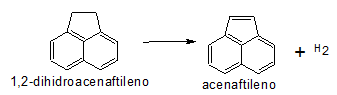 + H2
1,2-dihidroacenaftileno
acenaftileno